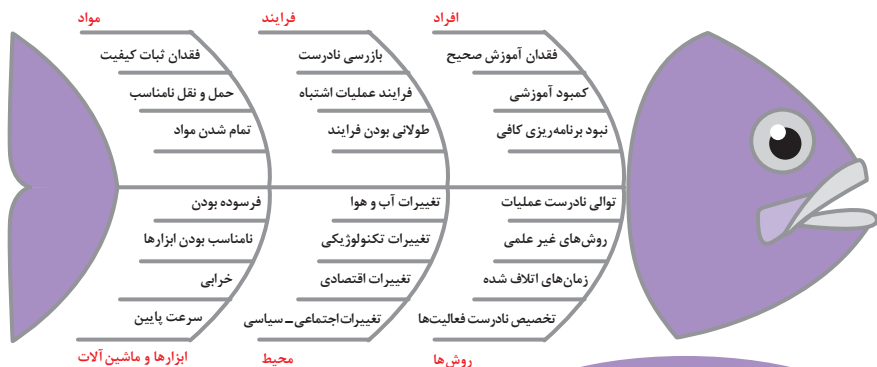 افراد
فقدان آموزش صحیح
کمبود آموزشی
نبود برنامه‌ریزی کافی
فرایند
بازرسی نادرست
فرایند عملیات اشتباه
طولانی بودن فرایند
مواد
فقدان ثبات کیفیت
حمل و نقل نامناسب
تمام شدن مواد
توالی نادرست عملیات
روش‌های غیر علمی
زمان‌های اتلاف شده
تخصیص نادرست فعالیت‌ها
روش‌ها
تغییرات آب و هوا
تغییرات تکنولوژیکی
تغییرات اقتصادی
تغییرات اجتماعی ـ سیاسی
محیط
فرسوده بودن
نامناسب بودن ابزارها
خرابی
سرعت پایین
ابزارها و ماشین آلات